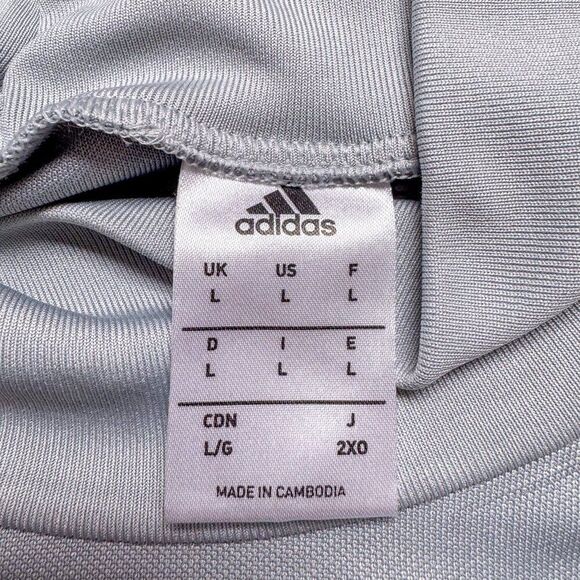 adidas
UK US F
L L L
D I E
L L L
CDN J
L/G 2XO
MADE IN CAMBODIA